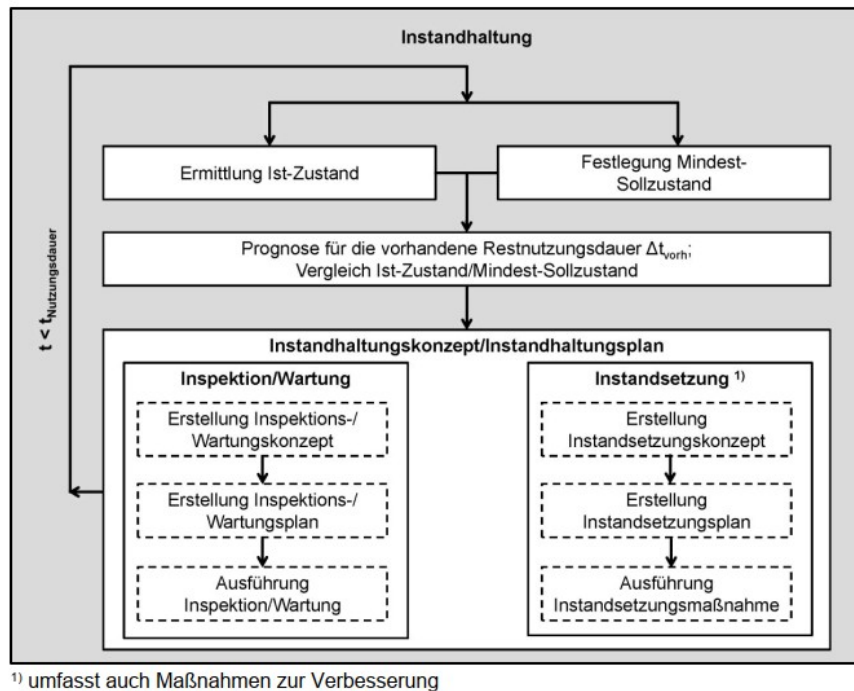 Instandhaltung
Ermittlung Ist-Zustand
Festlegung Mindest-
Sollzustand
Prognose für die vorhandene Restnutzungsdauer Δtvorh;
Vergleich Ist-Zustand/Mindest-Sollzustand
t < tNutzungsdauer
Instandhaltungskonzept/Instandhaltungsplan
Inspektion/Wartung
Erstellung Inspektions-/
Wartungskonzept
Erstellung Inspektions-/
Wartungsplan
Ausführung
Inspektion/Wartung
Instandsetzung 1)
Erstellung
Instandsetzungskonzept
Erstellung
Instandsetzungsplan
Ausführung
Instandsetzungsmaßnahme
1) umfasst auch Maßnahmen zur Verbesserung